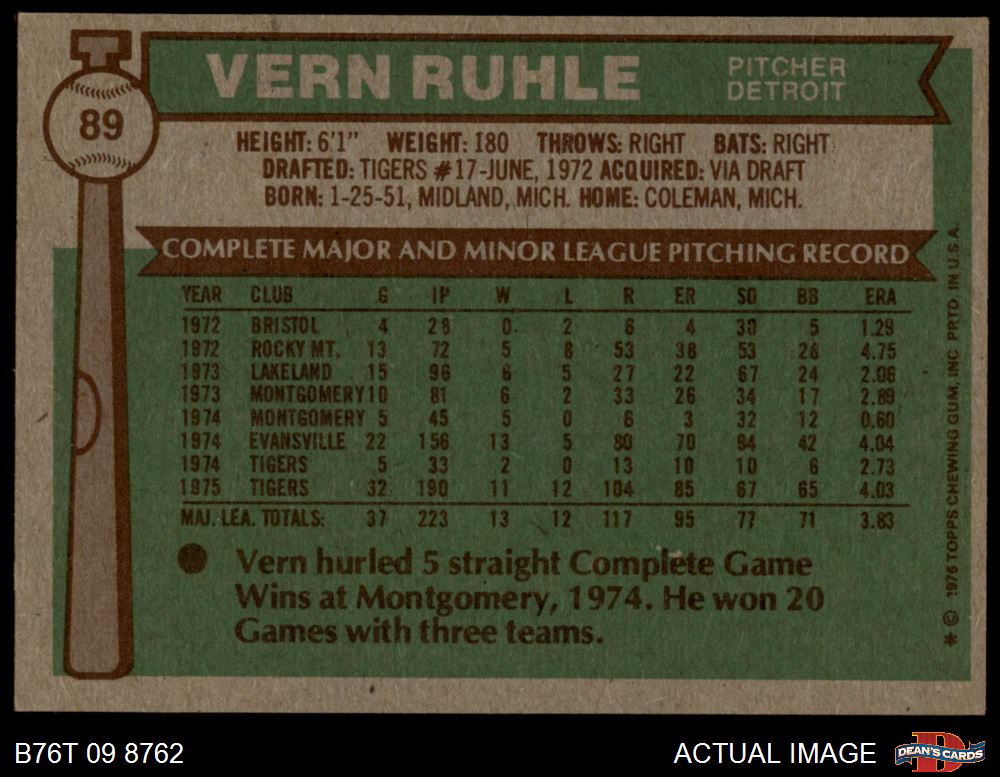 89
VERN RUHLE
PITCHER
DETROIT
HEIGHT: 6'1" WEIGHT: 180 THROWS: RIGHT BATS: RIGHT
DRAFTED: TIGERS #17-JUNE, 1972 ACQUIRED: VIA DRAFT
BORN: 1-25-51, MIDLAND, MICH. HOME: COLEMAN, MICH.
COMPLETE MAJOR AND MINOR LEAGUE PITCHING RECORD
YEAR CLUB G IP W L R ER SO BB ERA
1972 BRISTOL 4 28 0 2 6 4 30 5 1.29
1972 ROCKY MT. 13 72 5 8 53 38 53 26 4.75
1973 LAKELAND 15 96 6 5 27 22 67 24 2.06
1973 MONTGOMERY 10 81 6 2 33 26 34 17 2.89
1974 MONTGOMERY 5 45 5 0 6 3 32 12 0.60
1974 EVANSVILLE 22 156 13 5 80 70 94 42 4.04
1974 TIGERS 5 33 2 0 13 10 10 6 2.73
1975 TIGERS 32 190 11 12 104 85 67 65 4.03
MAJ. LEA. TOTALS: 37 223 13 12 117 95 77 71 3.83
Vern hurled 5 straight Complete Game
Wins at Montgomery, 1974. He won 20
Games with three teams.
* © 1976 TOPPS CHEWING GUM, INC. PRTD. IN U.S.A.
B76T 09 8762
ACTUAL IMAGE
D
DEAN'S CARDS